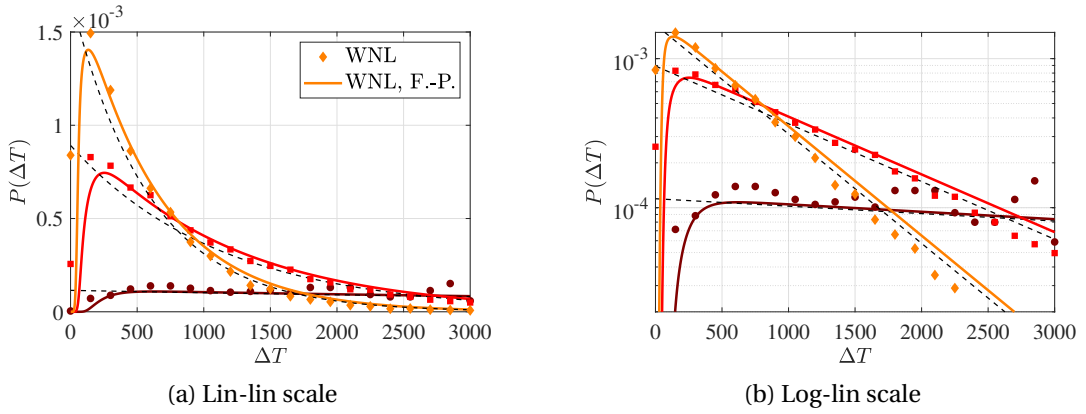 ×10⁻³
1.5
1
0.5
0
P(ΔT)
WNL
WNL, F.-P.
0 500 1000 1500 2000 2500 3000
ΔT
(a) Lin-lin scale
10⁻³
10⁻⁴
P(ΔT)
0 500 1000 1500 2000 2500 3000
ΔT
(b) Log-lin scale